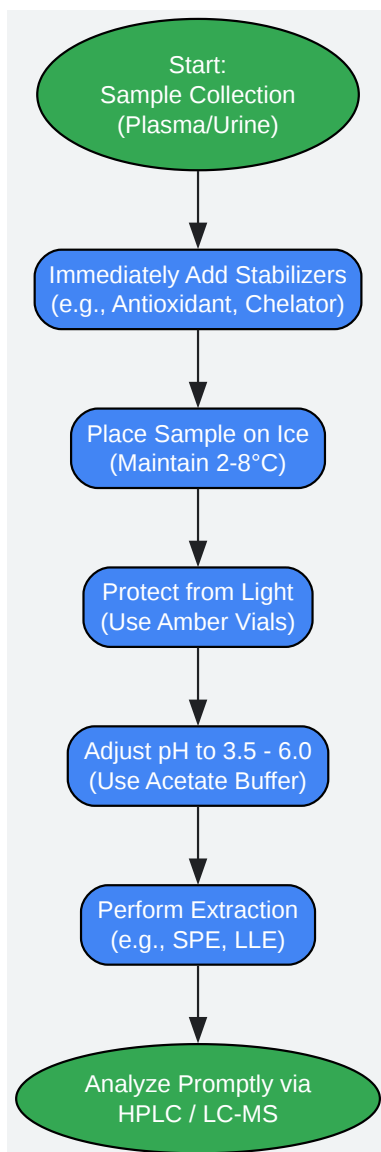 Start:
Sample Collection
(Plasma/Urine)
Immediately Add Stabilizers
(e.g., Antioxidant, Chelator)
Place Sample on Ice
(Maintain 2-8°C)
Protect from Light
(Use Amber Vials)
Adjust pH to 3.5 - 6.0
(Use Acetate Buffer)
Perform Extraction
(e.g., SPE, LLE)
Analyze Promptly via
HPLC / LC-MS